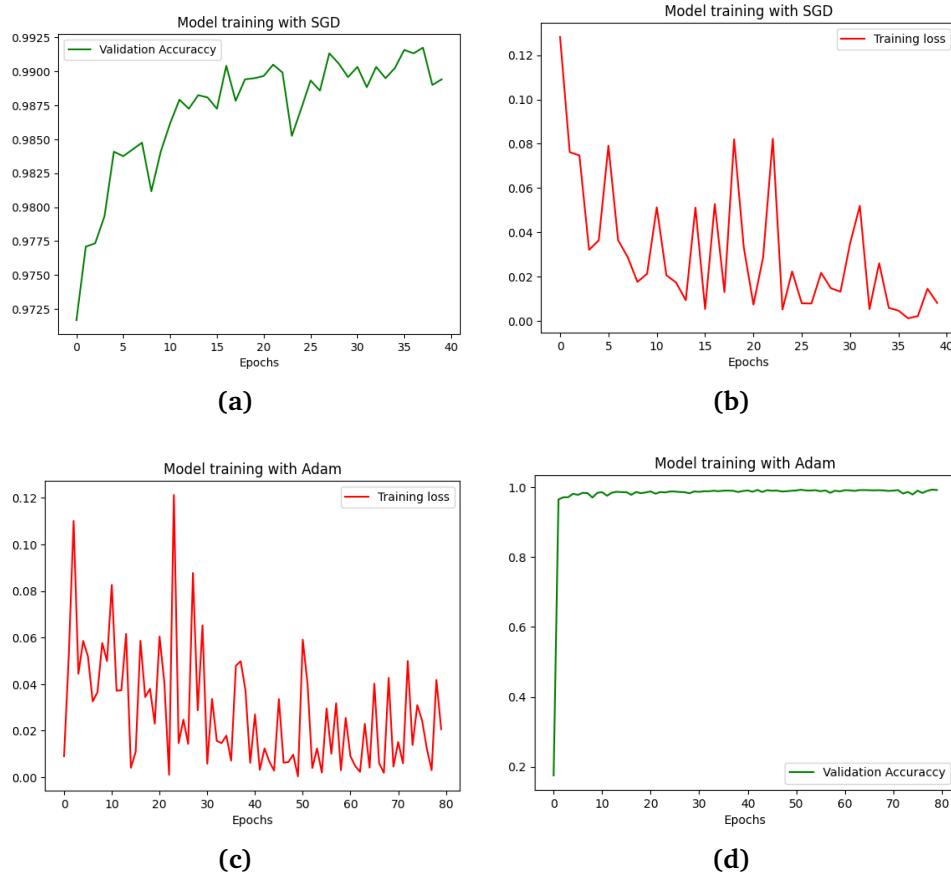 Model training with SGD
Validation Accuraccy
0.9925
0.9900
0.9875
0.9850
0.9825
0.9800
0.9775
0.9750
0.9725
0 5 10 15 20 25 30 35 40
Epochs
(a)
Model training with SGD
Training loss
0.12
0.10
0.08
0.06
0.04
0.02
0.00
0 5 10 15 20 25 30 35 40
Epochs
(b)
Model training with Adam
Training loss
0.12
0.10
0.08
0.06
0.04
0.02
0.00
0 10 20 30 40 50 60 70 80
Epochs
(c)
Model training with Adam
1.0
0.8
0.6
0.4
0.2
Validation Accuraccy
0 10 20 30 40 50 60 70 80
Epochs
(d)